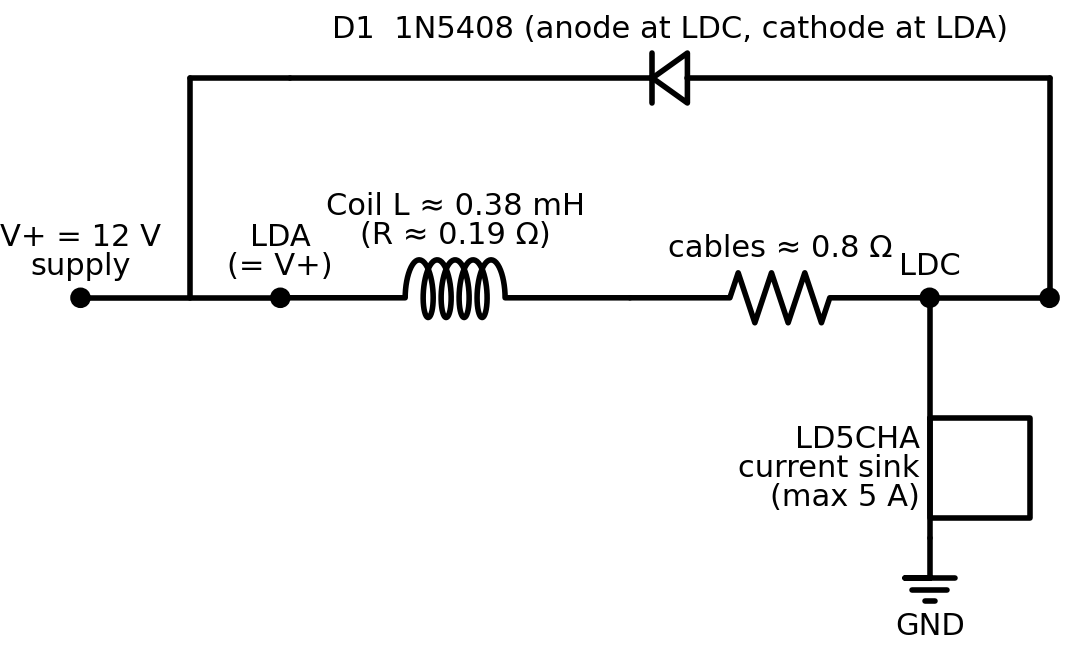 D1  1N5408 (anode at LDC, cathode at LDA)
Coil L ≈ 0.38 mH
(R ≈ 0.19 Ω)
V+ = 12 V
supply
LDA
(= V+)
cables ≈ 0.8 Ω
LDC
LD5CHA
current sink
(max 5 A)
GND